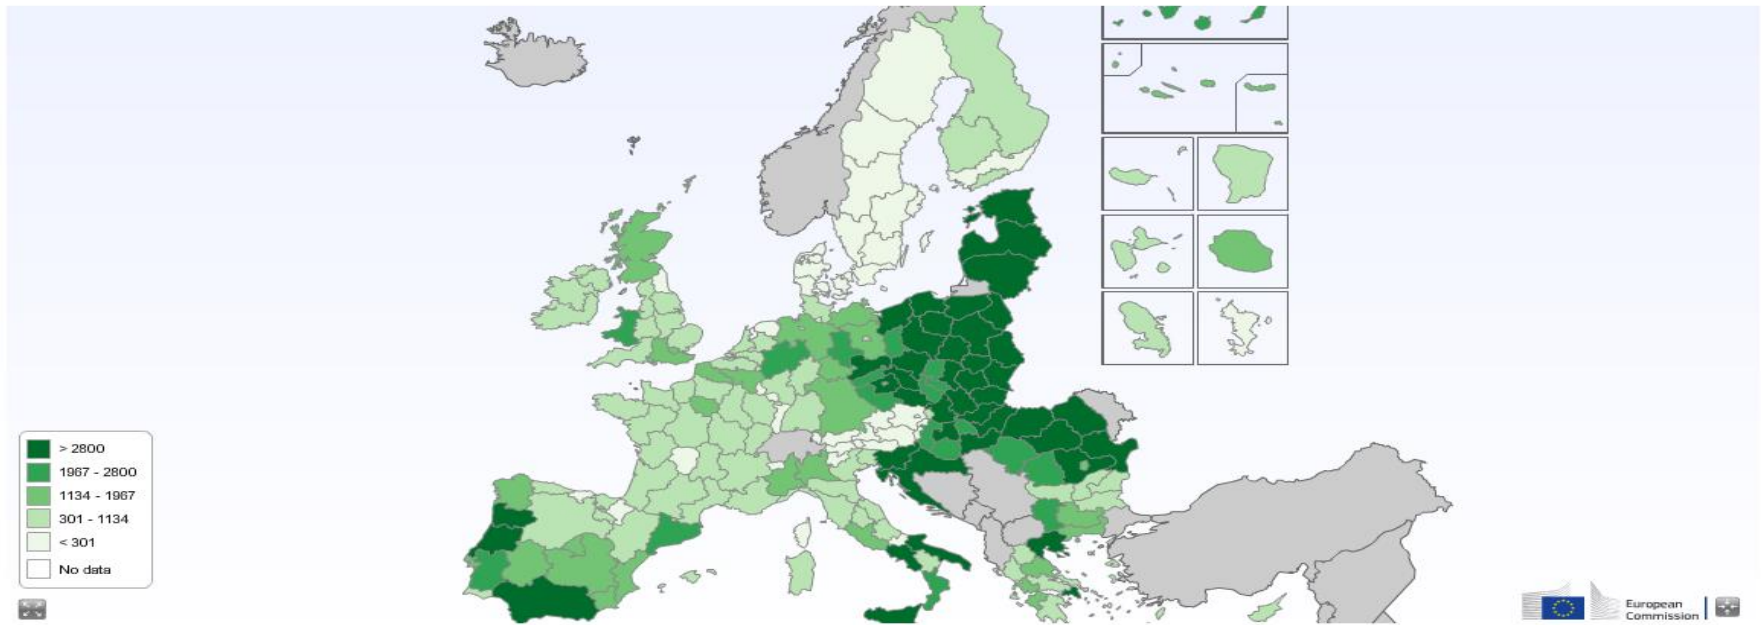 > 2800
1967 - 2800
1134 - 1967
301 - 1134
< 301
No data
European
Commission